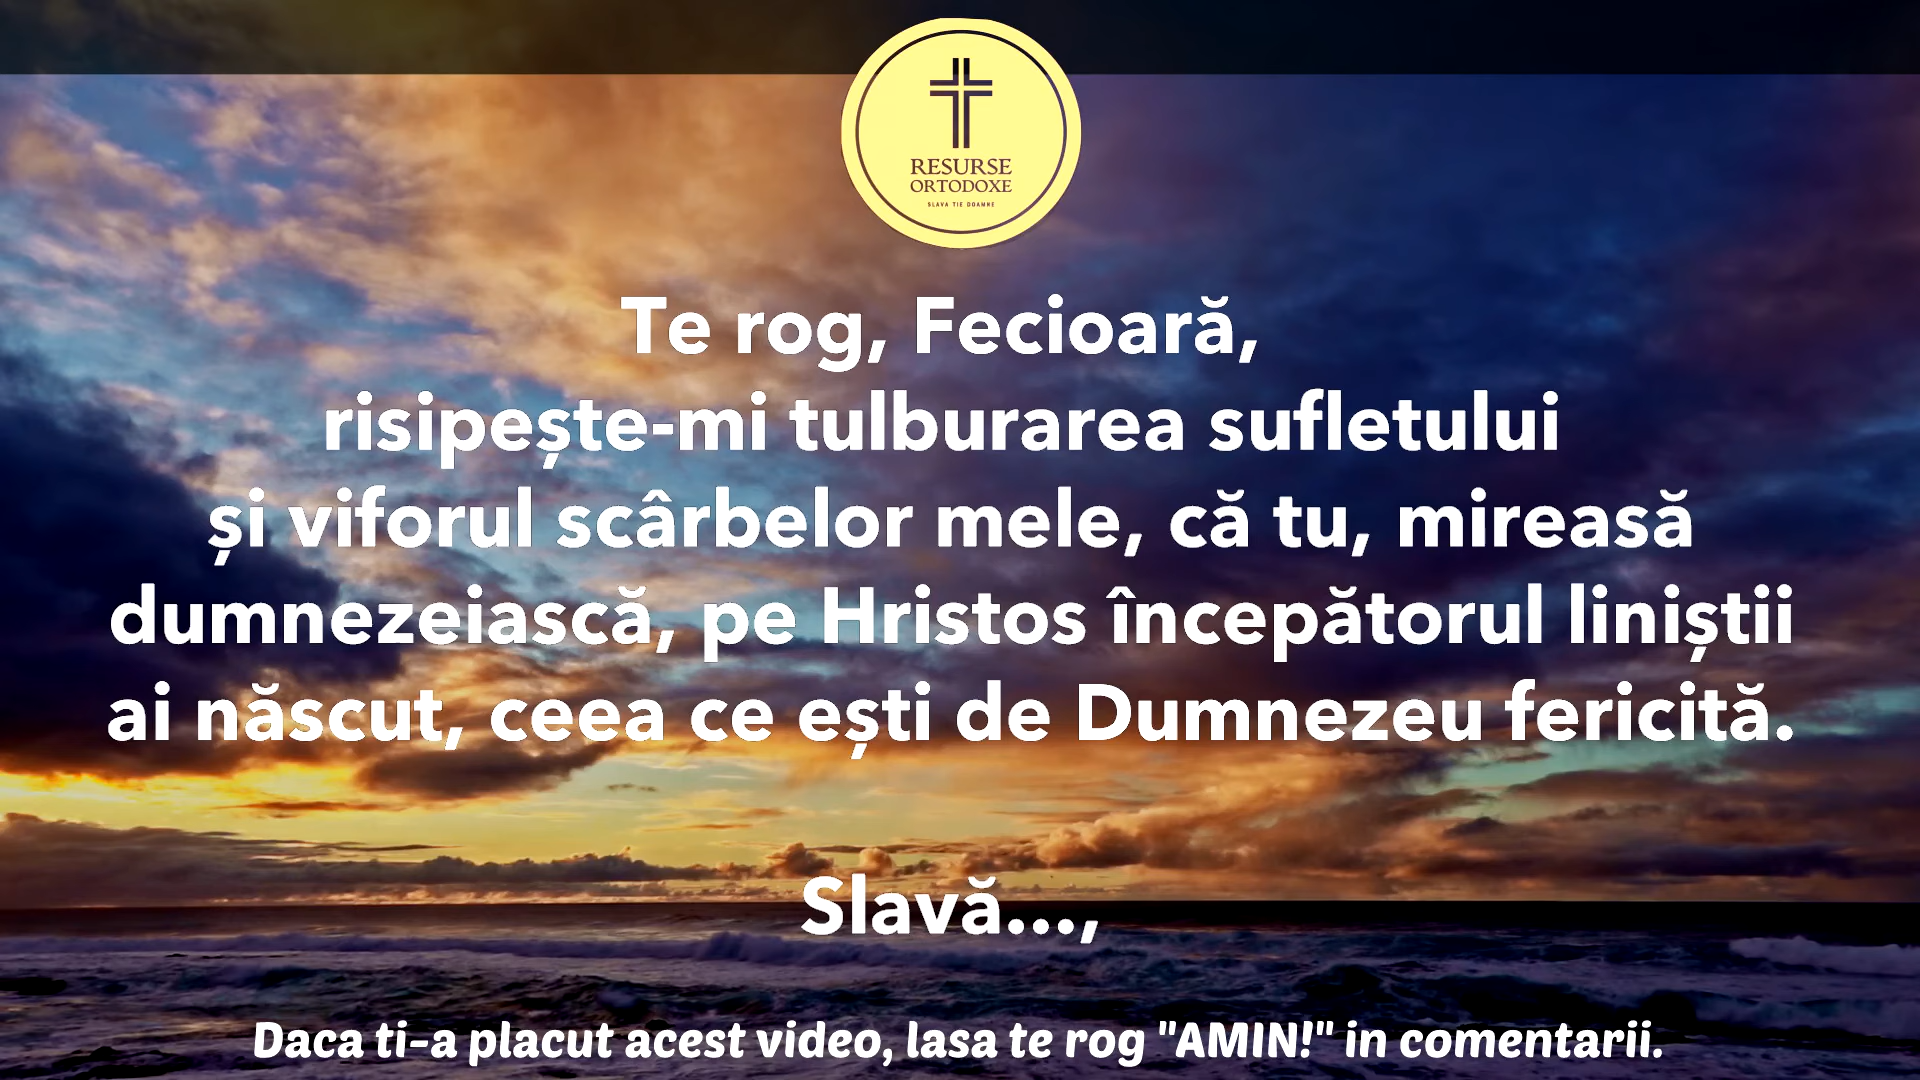 RESURSE
ORTODOXE
SLAVA TIE DOAMNE
Te rog, Fecioară,
risipește-mi tulburarea sufletului
și viforul scârbelor mele, că tu, mireasă
dumnezeiască, pe Hristos începătorul liniștii
ai născut, ceea ce ești de Dumnezeu fericită.
Slavă...,
Daca ti-a placut acest video, lasa te rog "AMIN!" in comentarii.